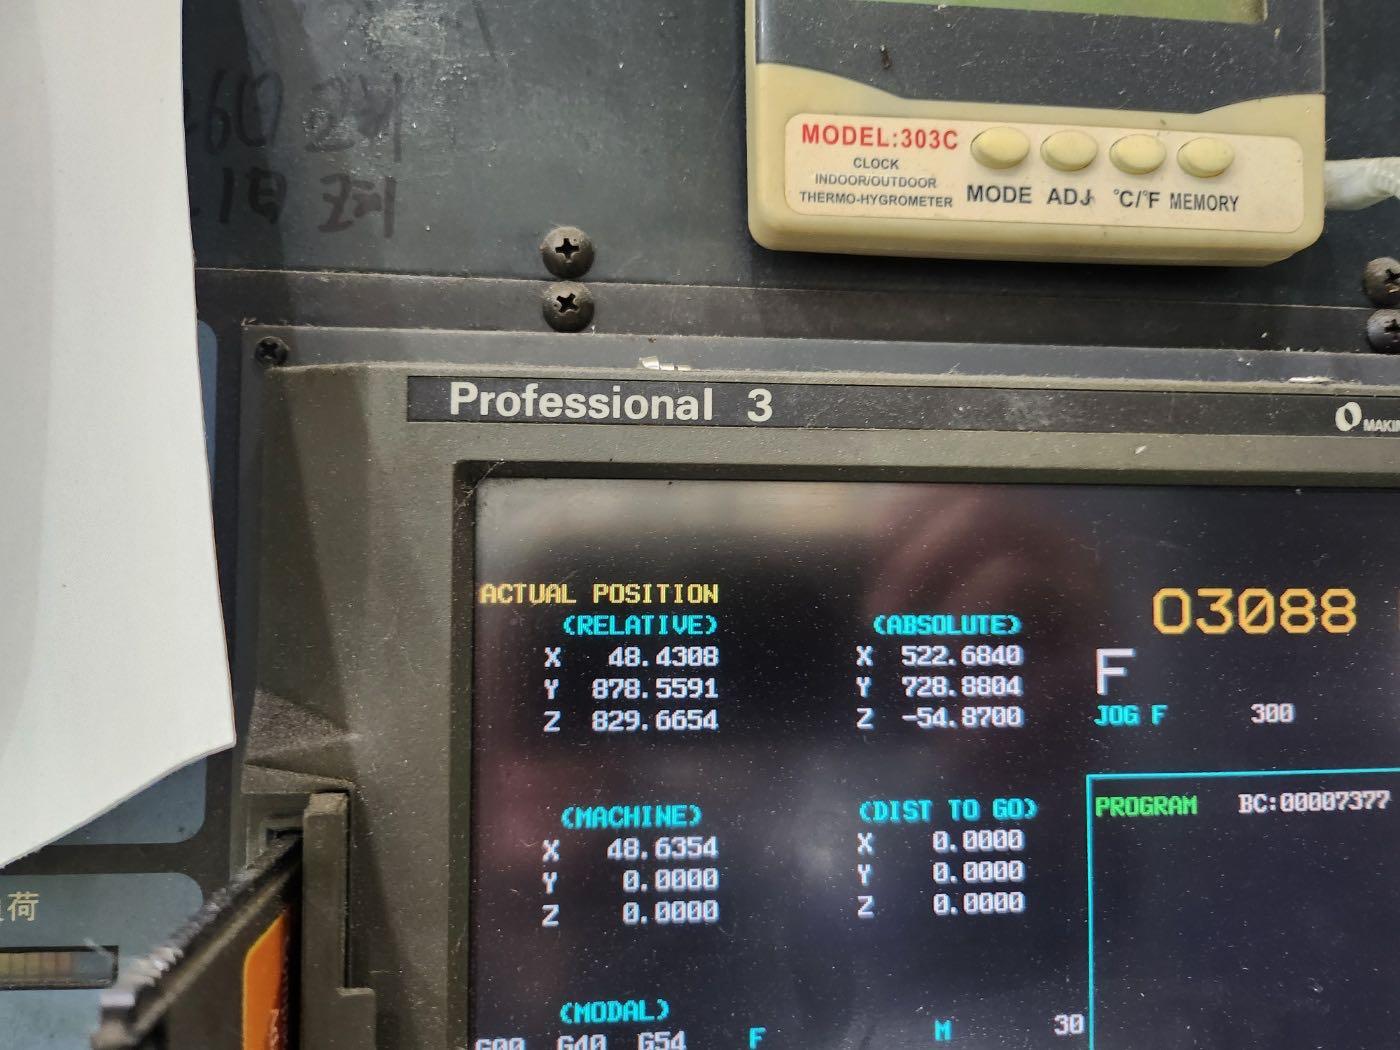 MODEL:303C
CLOCK
INDOOR/OUTDOOR
THERMO-HYGROMETER
MODE ADJ °C/°F MEMORY
Professional 3
ACTUAL POSITION
(RELATIVE)
X 48.4308
Y 878.5591
Z 829.6654
(ABSOLUTE)
X 522.6840
Y 728.8804
Z -54.8700
O3088
F
JOG F 300
(MACHINE)
X 48.6354
Y 0.0000
Z 0.0000
(DIST TO GO)
X 0.0000
Y 0.0000
Z 0.0000
PROGRAM BC:00007377
(MODAL)
G00 G40 G54 F M 30
荷